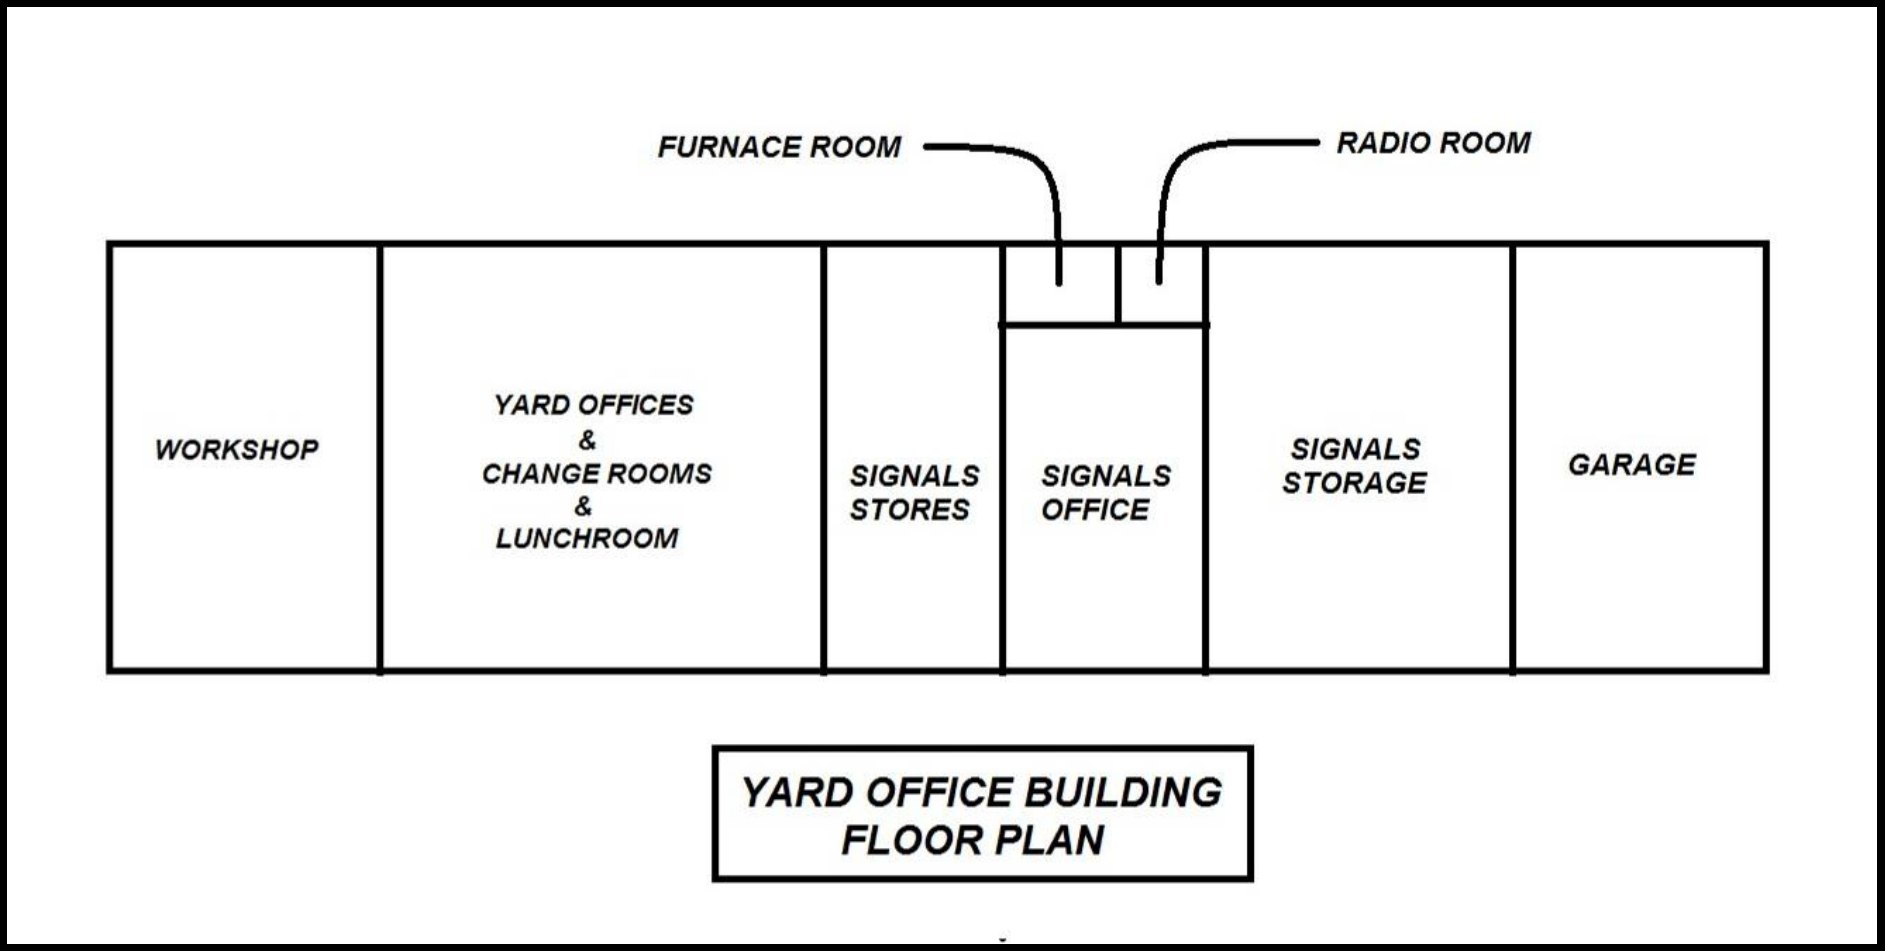 FURNACE ROOM
RADIO ROOM
WORKSHOP
YARD OFFICES
&
CHANGE ROOMS
&
LUNCHROOM
SIGNALS
STORES
SIGNALS
OFFICE
SIGNALS
STORAGE
GARAGE
YARD OFFICE BUILDING
FLOOR PLAN